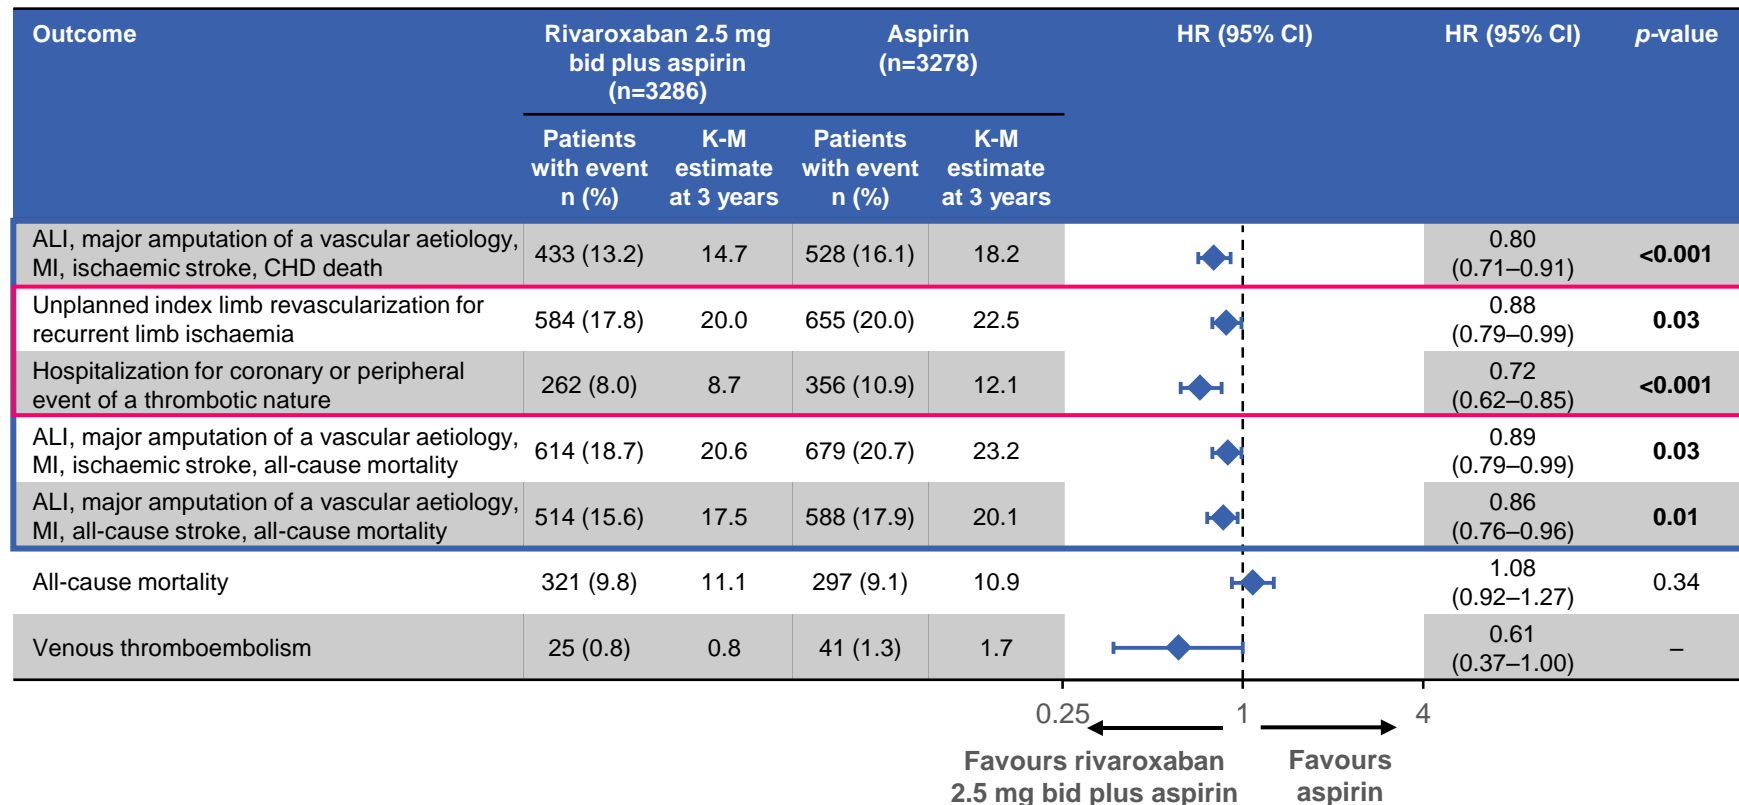 Outcome
Rivaroxaban 2.5 mg
bid plus aspirin
(n=3286)
Aspirin
(n=3278)
HR (95% CI)
HR (95% CI)
p-value
Patients
with event
n (%)
K-M
estimate
at 3 years
Patients
with event
n (%)
K-M
estimate
at 3 years
ALI, major amputation of a vascular aetiology,
MI, ischaemic stroke, CHD death
433 (13.2)
14.7
528 (16.1)
18.2
0.80
(0.71–0.91)
<0.001
Unplanned index limb revascularization for
recurrent limb ischaemia
584 (17.8)
20.0
655 (20.0)
22.5
0.88
(0.79–0.99)
0.03
Hospitalization for coronary or peripheral
event of a thrombotic nature
262 (8.0)
8.7
356 (10.9)
12.1
0.72
(0.62–0.85)
<0.001
ALI, major amputation of a vascular aetiology,
MI, ischaemic stroke, all-cause mortality
614 (18.7)
20.6
679 (20.7)
23.2
0.89
(0.79–0.99)
0.03
ALI, major amputation of a vascular aetiology,
MI, all-cause stroke, all-cause mortality
514 (15.6)
17.5
588 (17.9)
20.1
0.86
(0.76–0.96)
0.01
All-cause mortality
321 (9.8)
11.1
297 (9.1)
10.9
1.08
(0.92–1.27)
0.34
Venous thromboembolism
25 (0.8)
0.8
41 (1.3)
1.7
0.61
(0.37–1.00)
–
0.25
1
4
Favours rivaroxaban
2.5 mg bid plus aspirin
Favours
aspirin